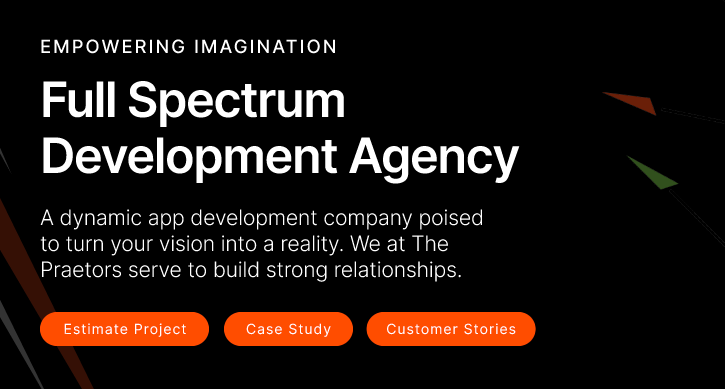 EMPOWERING IMAGINATION
Full Spectrum
Development Agency
A dynamic app development company poised
to turn your vision into a reality. We at The
Praetors serve to build strong relationships.
Estimate Project
Case Study
Customer Stories